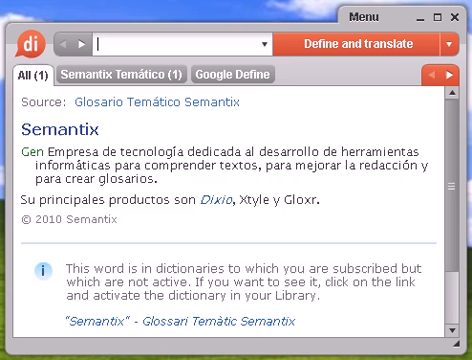 Menu
di
Define and translate
All (1)
Semantix Temático (1)
Google Define
Source: Glosario Temático Semantix
Semantix
Gen Empresa de tecnología dedicada al desarrollo de herramientas
informáticas para comprender textos, para mejorar la redacción y
para crear glosarios.
Su principales productos son Dixio, Xtyle y Gloxr.
© 2010 Semantix
i
This word is in dictionaries to which you are subscribed but
which are not active. If you want to see it, click on the link
and activate the dictionary in your Library.
"Semantix" - Glossari Temàtic Semantix